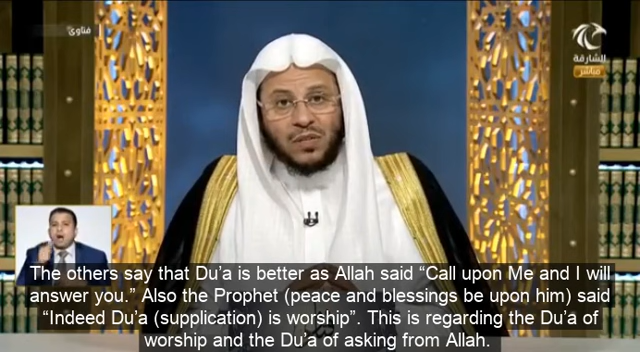 فتاوى
الشارقة
مباشر
The others say that Du’a is better as Allah said “Call upon Me and I will
answer you.” Also the Prophet (peace and blessings be upon him) said
“Indeed Du’a (supplication) is worship”. This is regarding the Du’a of
worship and the Du’a of asking from Allah.